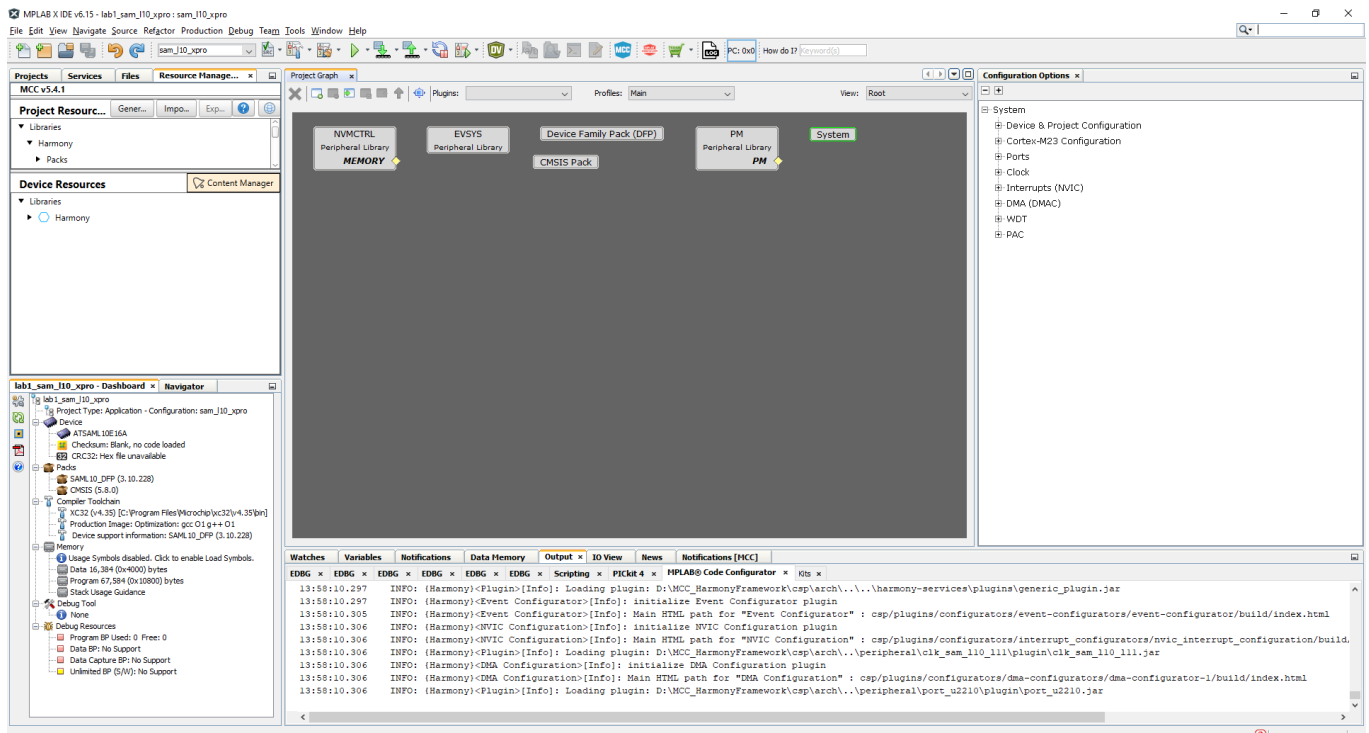 MPLAB X IDE v6.15 - lab1_sam_l10_xpro : sam_l10_xpro
File Edit View Navigate Source Refactor Production Debug Team Tools Window Help
sam_l10_xpro
PC: 0x0
How do I?
Keyword(s)
Projects
Services
Files
Resource Manage... ×
MCC v5.4.1
Project Resourc...
Gener...
Impo...
Exp...
Libraries
Harmony
Packs
Device Resources
Content Manager
Libraries
Harmony
lab1_sam_l10_xpro - Dashboard ×
Navigator
lab1_sam_l10_xpro
Project Type: Application - Configuration: sam_l10_xpro
Device
ATSAML10E16A
Checksum: Blank, no code loaded
CRC32: Hex file unavailable
Packs
SAML10_DFP (3.10.228)
CMSIS (5.8.0)
Compiler Toolchain
XC32 (v4.35) [C:\Program Files\Microchip\xc32\v4.35\bin]
Production Image: Optimization: gcc O1 g++ O1
Device support information: SAML10_DFP (3.10.228)
Memory
Usage Symbols disabled. Click to enable Load Symbols.
Data 16,384 (0x4000) bytes
Program 67,584 (0x10800) bytes
Stack Usage Guidance
Debug Tool
None
Debug Resources
Program BP Used: 0 Free: 0
Data BP: No Support
Data Capture BP: No Support
Unlimited BP (S/W): No Support
Project Graph ×
Plugins:
Profiles: Main
View: Root
NVMCTRL
Peripheral Library
MEMORY
EVSYS
Peripheral Library
Device Family Pack (DFP)
CMSIS Pack
PM
Peripheral Library
PM
System
Configuration Options ×
System
Device & Project Configuration
Cortex-M23 Configuration
Ports
Clock
Interrupts (NVIC)
DMA (DMAC)
WDT
PAC
Watches
Variables
Notifications
Data Memory
Output ×
IO View
News
Notifications [MCC]
EDBG × EDBG × EDBG × EDBG × EDBG × EDBG × Scripting × PICkit 4 × MPLAB® Code Configurator × Kits ×
13:58:10.297 INFO: {Harmony}<Plugin>[Info]: Loading plugin: D:\MCC_HarmonyFramework\csp\arch\..\..\harmony-services\plugins\generic_plugin.jar
13:58:10.297 INFO: {Harmony}<Event Configurator>[Info]: initialize Event Configurator plugin
13:58:10.305 INFO: {Harmony}<Event Configurator>[Info]: Main HTML path for "Event Configurator" : csp/plugins/configurators/event-configurators/event-configurator/build/index.html
13:58:10.306 INFO: {Harmony}<NVIC Configuration>[Info]: initialize NVIC Configuration plugin
13:58:10.306 INFO: {Harmony}<NVIC Configuration>[Info]: Main HTML path for "NVIC Configuration" : csp/plugins/configurators/interrupt_configurators/nvic_interrupt_configuration/build.
13:58:10.306 INFO: {Harmony}<Plugin>[Info]: Loading plugin: D:\MCC_HarmonyFramework\csp\arch\..\peripheral\clk_sam_l10_l11\plugin\clk_sam_l10_l11.jar
13:58:10.306 INFO: {Harmony}<DMA Configuration>[Info]: initialize DMA Configuration plugin
13:58:10.306 INFO: {Harmony}<DMA Configuration>[Info]: Main HTML path for "DMA Configuration" : csp/plugins/configurators/dma-configurators/dma-configurator-1/build/index.html
13:58:10.306 INFO: {Harmony}<Plugin>[Info]: Loading plugin: D:\MCC_HarmonyFramework\csp\arch\..\peripheral\port_u2210\plugin\port_u2210.jar